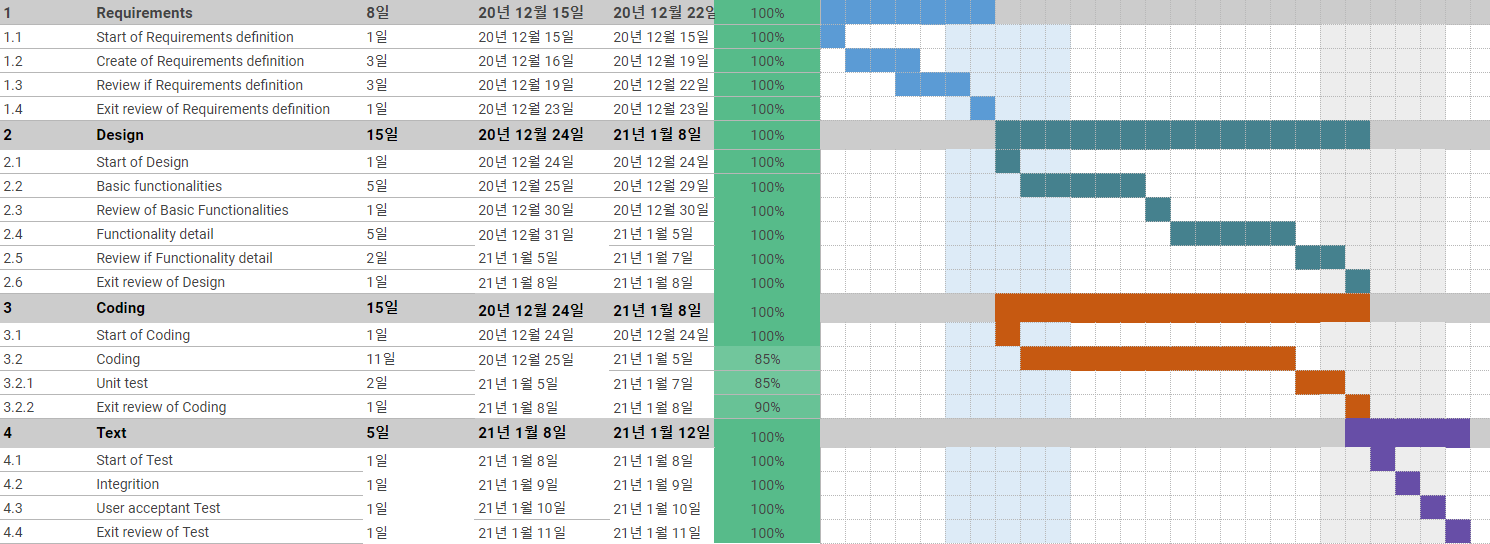 1 Requirements 8일 20년 12월 15일 20년 12월 22일 100%
1.1 Start of Requirements definition 1일 20년 12월 15일 20년 12월 15일 100%
1.2 Create of Requirements definition 3일 20년 12월 16일 20년 12월 19일 100%
1.3 Review if Requirements definition 3일 20년 12월 19일 20년 12월 22일 100%
1.4 Exit review of Requirements definition 1일 20년 12월 23일 20년 12월 23일 100%
2 Design 15일 20년 12월 24일 21년 1월 8일 100%
2.1 Start of Design 1일 20년 12월 24일 20년 12월 24일 100%
2.2 Basic functionalities 5일 20년 12월 25일 20년 12월 29일 100%
2.3 Review of Basic Functionalities 1일 20년 12월 30일 20년 12월 30일 100%
2.4 Functionality detail 5일 20년 12월 31일 21년 1월 5일 100%
2.5 Review if Functionality detail 2일 21년 1월 5일 21년 1월 7일 100%
2.6 Exit review of Design 1일 21년 1월 8일 21년 1월 8일 100%
3 Coding 15일 20년 12월 24일 21년 1월 8일 100%
3.1 Start of Coding 1일 20년 12월 24일 20년 12월 24일 100%
3.2 Coding 11일 20년 12월 25일 21년 1월 5일 85%
3.2.1 Unit test 2일 21년 1월 5일 21년 1월 7일 85%
3.2.2 Exit review of Coding 1일 21년 1월 8일 21년 1월 8일 90%
4 Text 5일 21년 1월 8일 21년 1월 12일 100%
4.1 Start of Test 1일 21년 1월 8일 21년 1월 8일 100%
4.2 Integrition 1일 21년 1월 9일 21년 1월 9일 100%
4.3 User acceptant Test 1일 21년 1월 10일 21년 1월 10일 100%
4.4 Exit review of Test 1일 21년 1월 11일 21년 1월 11일 100%